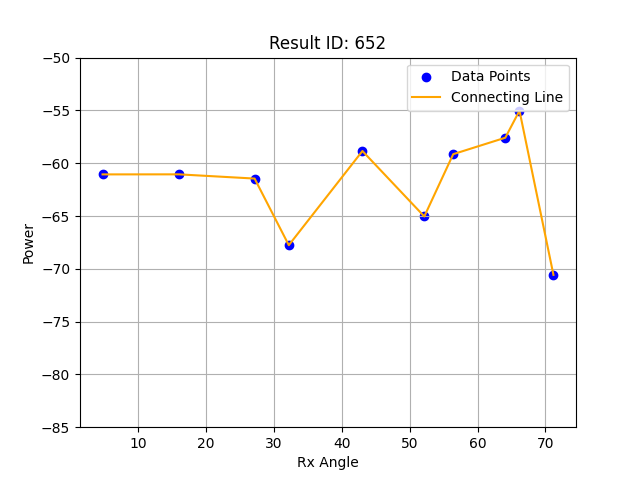 Result ID: 652
Data Points
Connecting Line
Power
−50
−55
−60
−65
−70
−75
−80
−85
10 20 30 40 50 60 70
Rx Angle